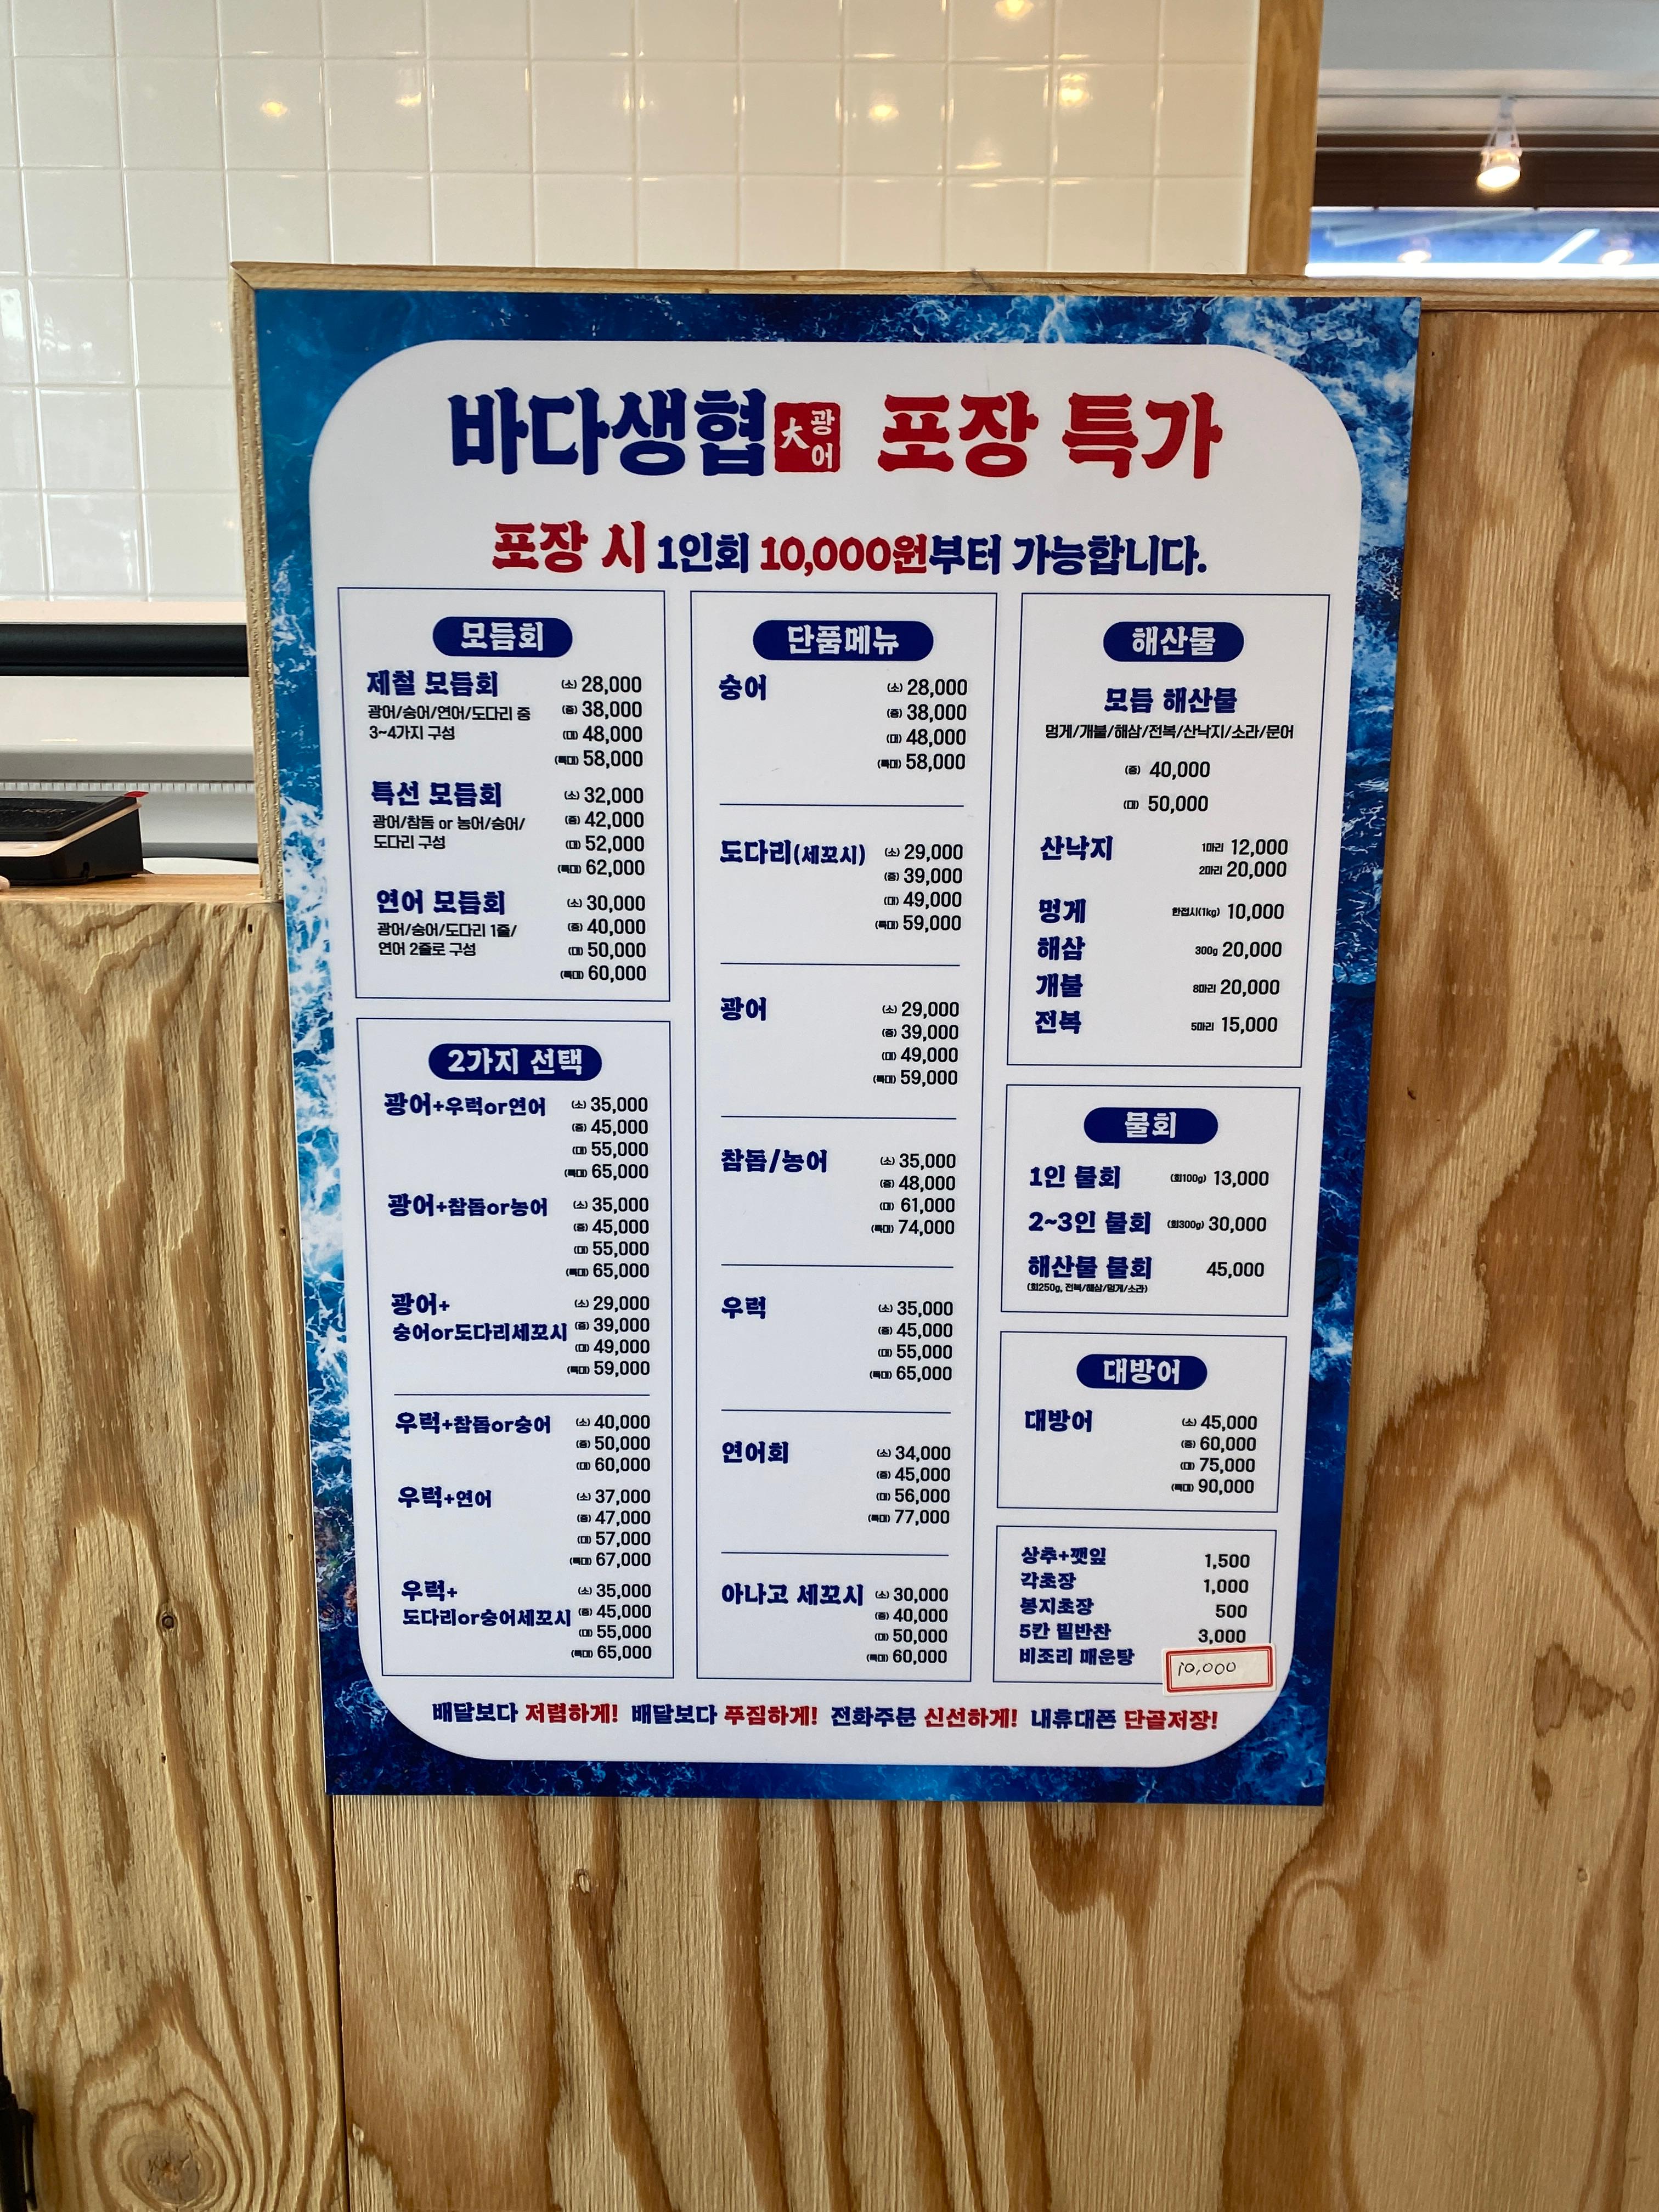 바다생협 大광어 포장 특가
포장 시 1인회 10,000원부터 가능합니다.
모듬회
제철 모듬회 (소) 28,000
광어/숭어/연어/도다리 중 (중) 38,000
3~4가지 구성 (대) 48,000
(특대) 58,000
특선 모듬회 (소) 32,000
광어/참돔 or 농어/숭어/ (중) 42,000
도다리 구성 (대) 52,000
(특대) 62,000
연어 모듬회 (소) 30,000
광어/숭어/도다리 1줄/ (중) 40,000
연어 2줄로 구성 (대) 50,000
(특대) 60,000
2가지 선택
광어+우럭or연어 (소) 35,000
(중) 45,000
(대) 55,000
(특대) 65,000
광어+참돔or농어 (소) 35,000
(중) 45,000
(대) 55,000
(특대) 65,000
광어+ (소) 29,000
숭어or도다리세꼬시 (중) 39,000
(대) 49,000
(특대) 59,000
우럭+참돔or숭어 (소) 40,000
(중) 50,000
(대) 60,000
우럭+연어 (소) 37,000
(중) 47,000
(대) 57,000
(특대) 67,000
우럭+ (소) 35,000
도다리or숭어세꼬시 (중) 45,000
(대) 55,000
(특대) 65,000
단품메뉴
숭어 (소) 28,000
(중) 38,000
(대) 48,000
(특대) 58,000
도다리(세꼬시) (소) 29,000
(중) 39,000
(대) 49,000
(특대) 59,000
광어 (소) 29,000
(중) 39,000
(대) 49,000
(특대) 59,000
참돔/농어 (소) 35,000
(중) 48,000
(대) 61,000
(특대) 74,000
우럭 (소) 35,000
(중) 45,000
(대) 55,000
(특대) 65,000
연어회 (소) 34,000
(중) 45,000
(대) 56,000
(특대) 77,000
아나고 세꼬시 (소) 30,000
(중) 40,000
(대) 50,000
(특대) 60,000
해산물
모듬 해산물
멍게/개불/해삼/전복/산낙지/소라/문어
(중) 40,000
(대) 50,000
산낙지 1마리 12,000
2마리 20,000
멍게 한접시(1kg) 10,000
해삼 300g 20,000
개불 8마리 20,000
전복 5마리 15,000
물회
1인 물회 (회100g) 13,000
2~3인 물회 (회300g) 30,000
해산물 물회 45,000
(회250g, 전복/해삼/멍게/소라)
대방어
대방어 (소) 45,000
(중) 60,000
(대) 75,000
(특대) 90,000
상추+깻잎 1,500
각초장 1,000
봉지초장 500
5칸 밑반찬 3,000
비조리 매운탕 10,000
배달보다 저렴하게! 배달보다 푸짐하게! 전화주문 신선하게! 내휴대폰 단골저장!